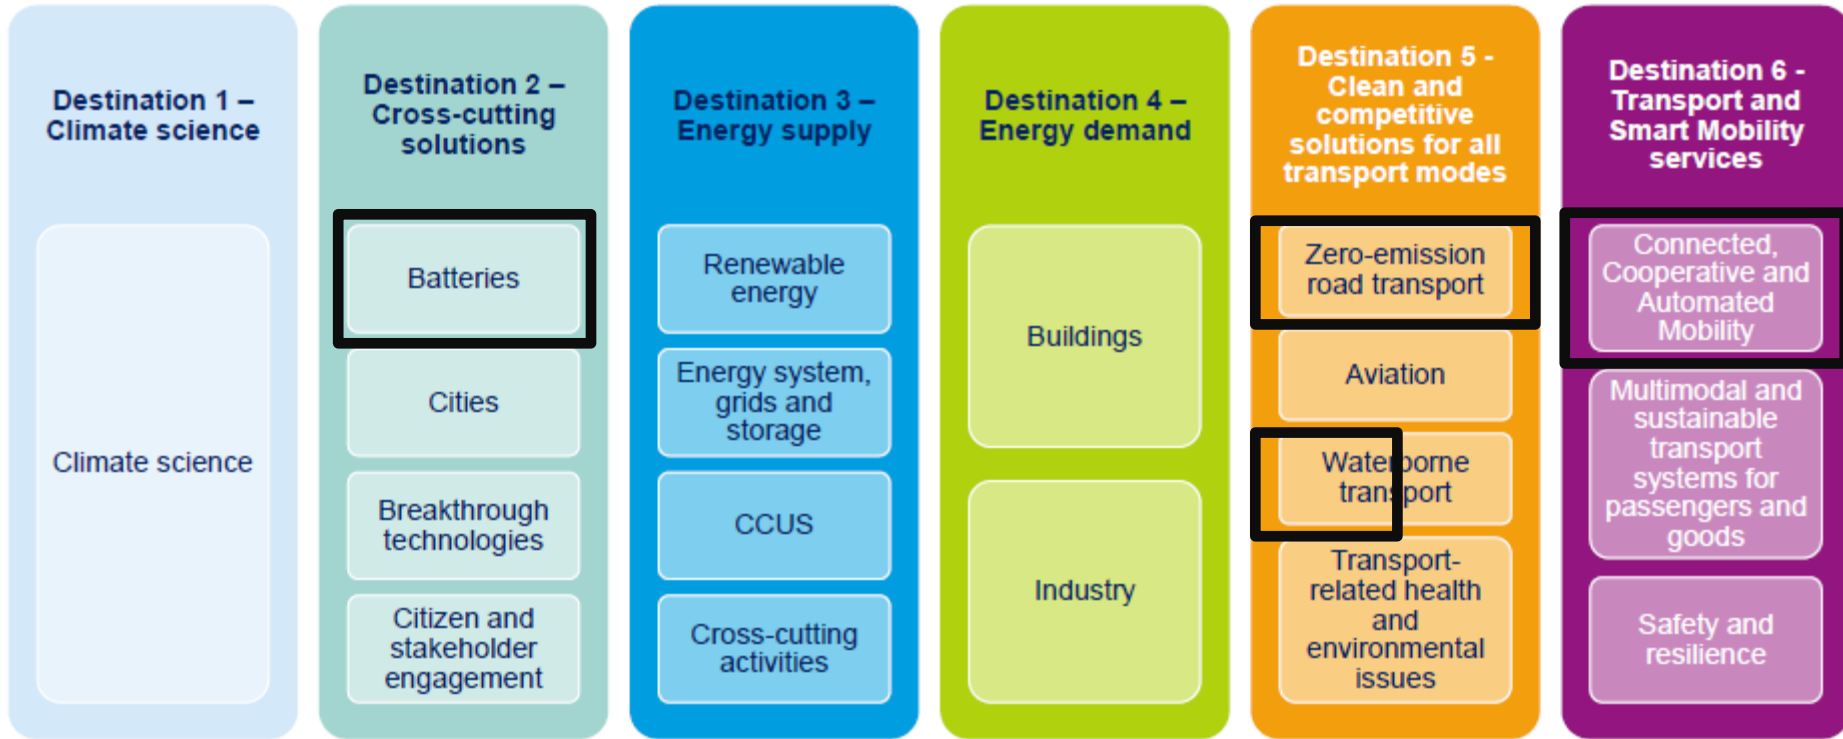 Destination 1 –
Climate science
Climate science
Destination 2 –
Cross-cutting
solutions
Batteries
Cities
Breakthrough
technologies
Citizen and
stakeholder
engagement
Destination 3 –
Energy supply
Renewable
energy
Energy system,
grids and
storage
CCUS
Cross-cutting
activities
Destination 4 –
Energy demand
Buildings
Industry
Destination 5 -
Clean and
competitive
solutions for all
transport modes
Zero-emission
road transport
Aviation
Waterborne
transport
Transport-
related health
and
environmental
issues
Destination 6 -
Transport and
Smart Mobility
services
Connected,
Cooperative and
Automated
Mobility
Multimodal and
sustainable
transport
systems for
passengers and
goods
Safety and
resilience